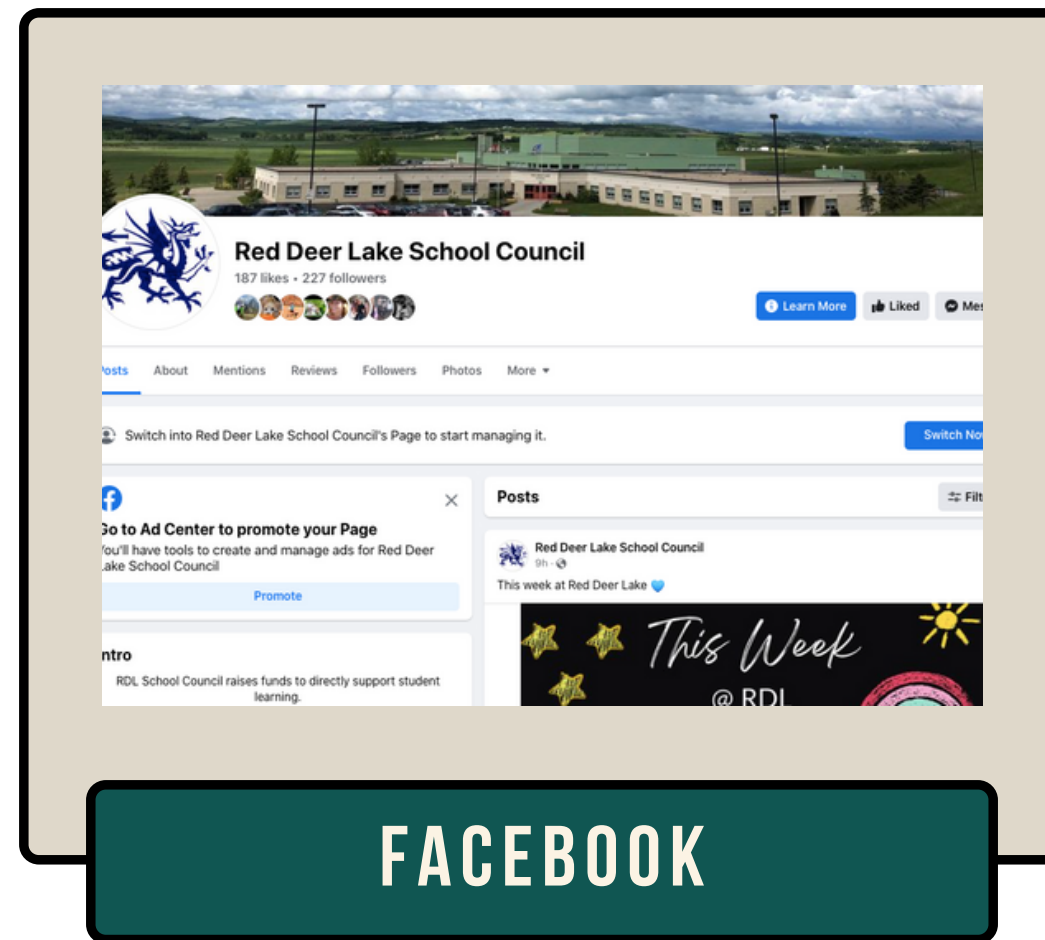 Red Deer Lake School Council
187 likes • 227 followers
Learn More
Liked
Posts
About
Mentions
Reviews
Followers
Photos
More
Switch into Red Deer Lake School Council's Page to start managing it.
Switch
Go to Ad Center to promote your Page
You'll have tools to create and manage ads for Red Deer
Lake School Council
Promote
ntro
RDL School Council raises funds to directly support student
learning.
Posts
Red Deer Lake School Council
9h
This week at Red Deer Lake 💙
This Week
@ RDL
FACEBOOK